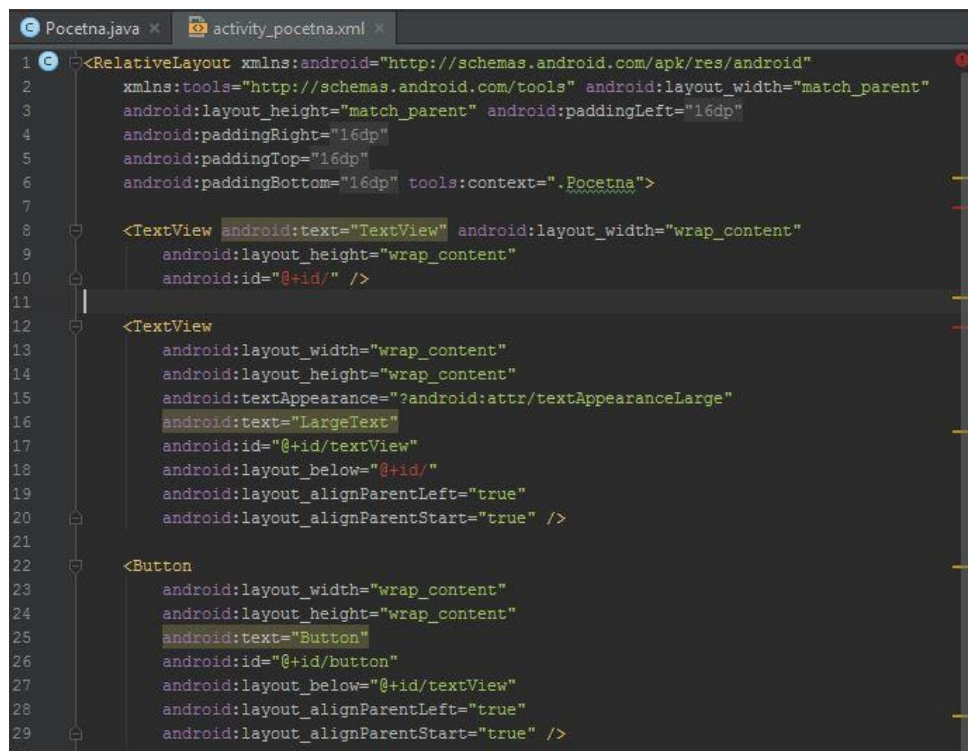 Pocetna.java
activity_pocetna.xml
1 C <RelativeLayout xmlns:android="http://schemas.android.com/apk/res/android"
2 xmlns:tools="http://schemas.android.com/tools" android:layout_width="match_parent"
3 android:layout_height="match_parent" android:paddingLeft="16dp"
4 android:paddingRight="16dp"
5 android:paddingTop="16dp"
6 android:paddingBottom="16dp" tools:context=".Pocetna">
7
8 <TextView android:text="TextView" android:layout_width="wrap_content"
9 android:layout_height="wrap_content"
10 android:id="@+id/" />
11
12 <TextView
13 android:layout_width="wrap_content"
14 android:layout_height="wrap_content"
15 android:textAppearance="?android:attr/textAppearanceLarge"
16 android:text="LargeText"
17 android:id="@+id/textView"
18 android:layout_below="@+id/"
19 android:layout_alignParentLeft="true"
20 android:layout_alignParentStart="true" />
21
22 <Button
23 android:layout_width="wrap_content"
24 android:layout_height="wrap_content"
25 android:text="Button"
26 android:id="@+id/button"
27 android:layout_below="@+id/textView"
28 android:layout_alignParentLeft="true"
29 android:layout_alignParentStart="true" />